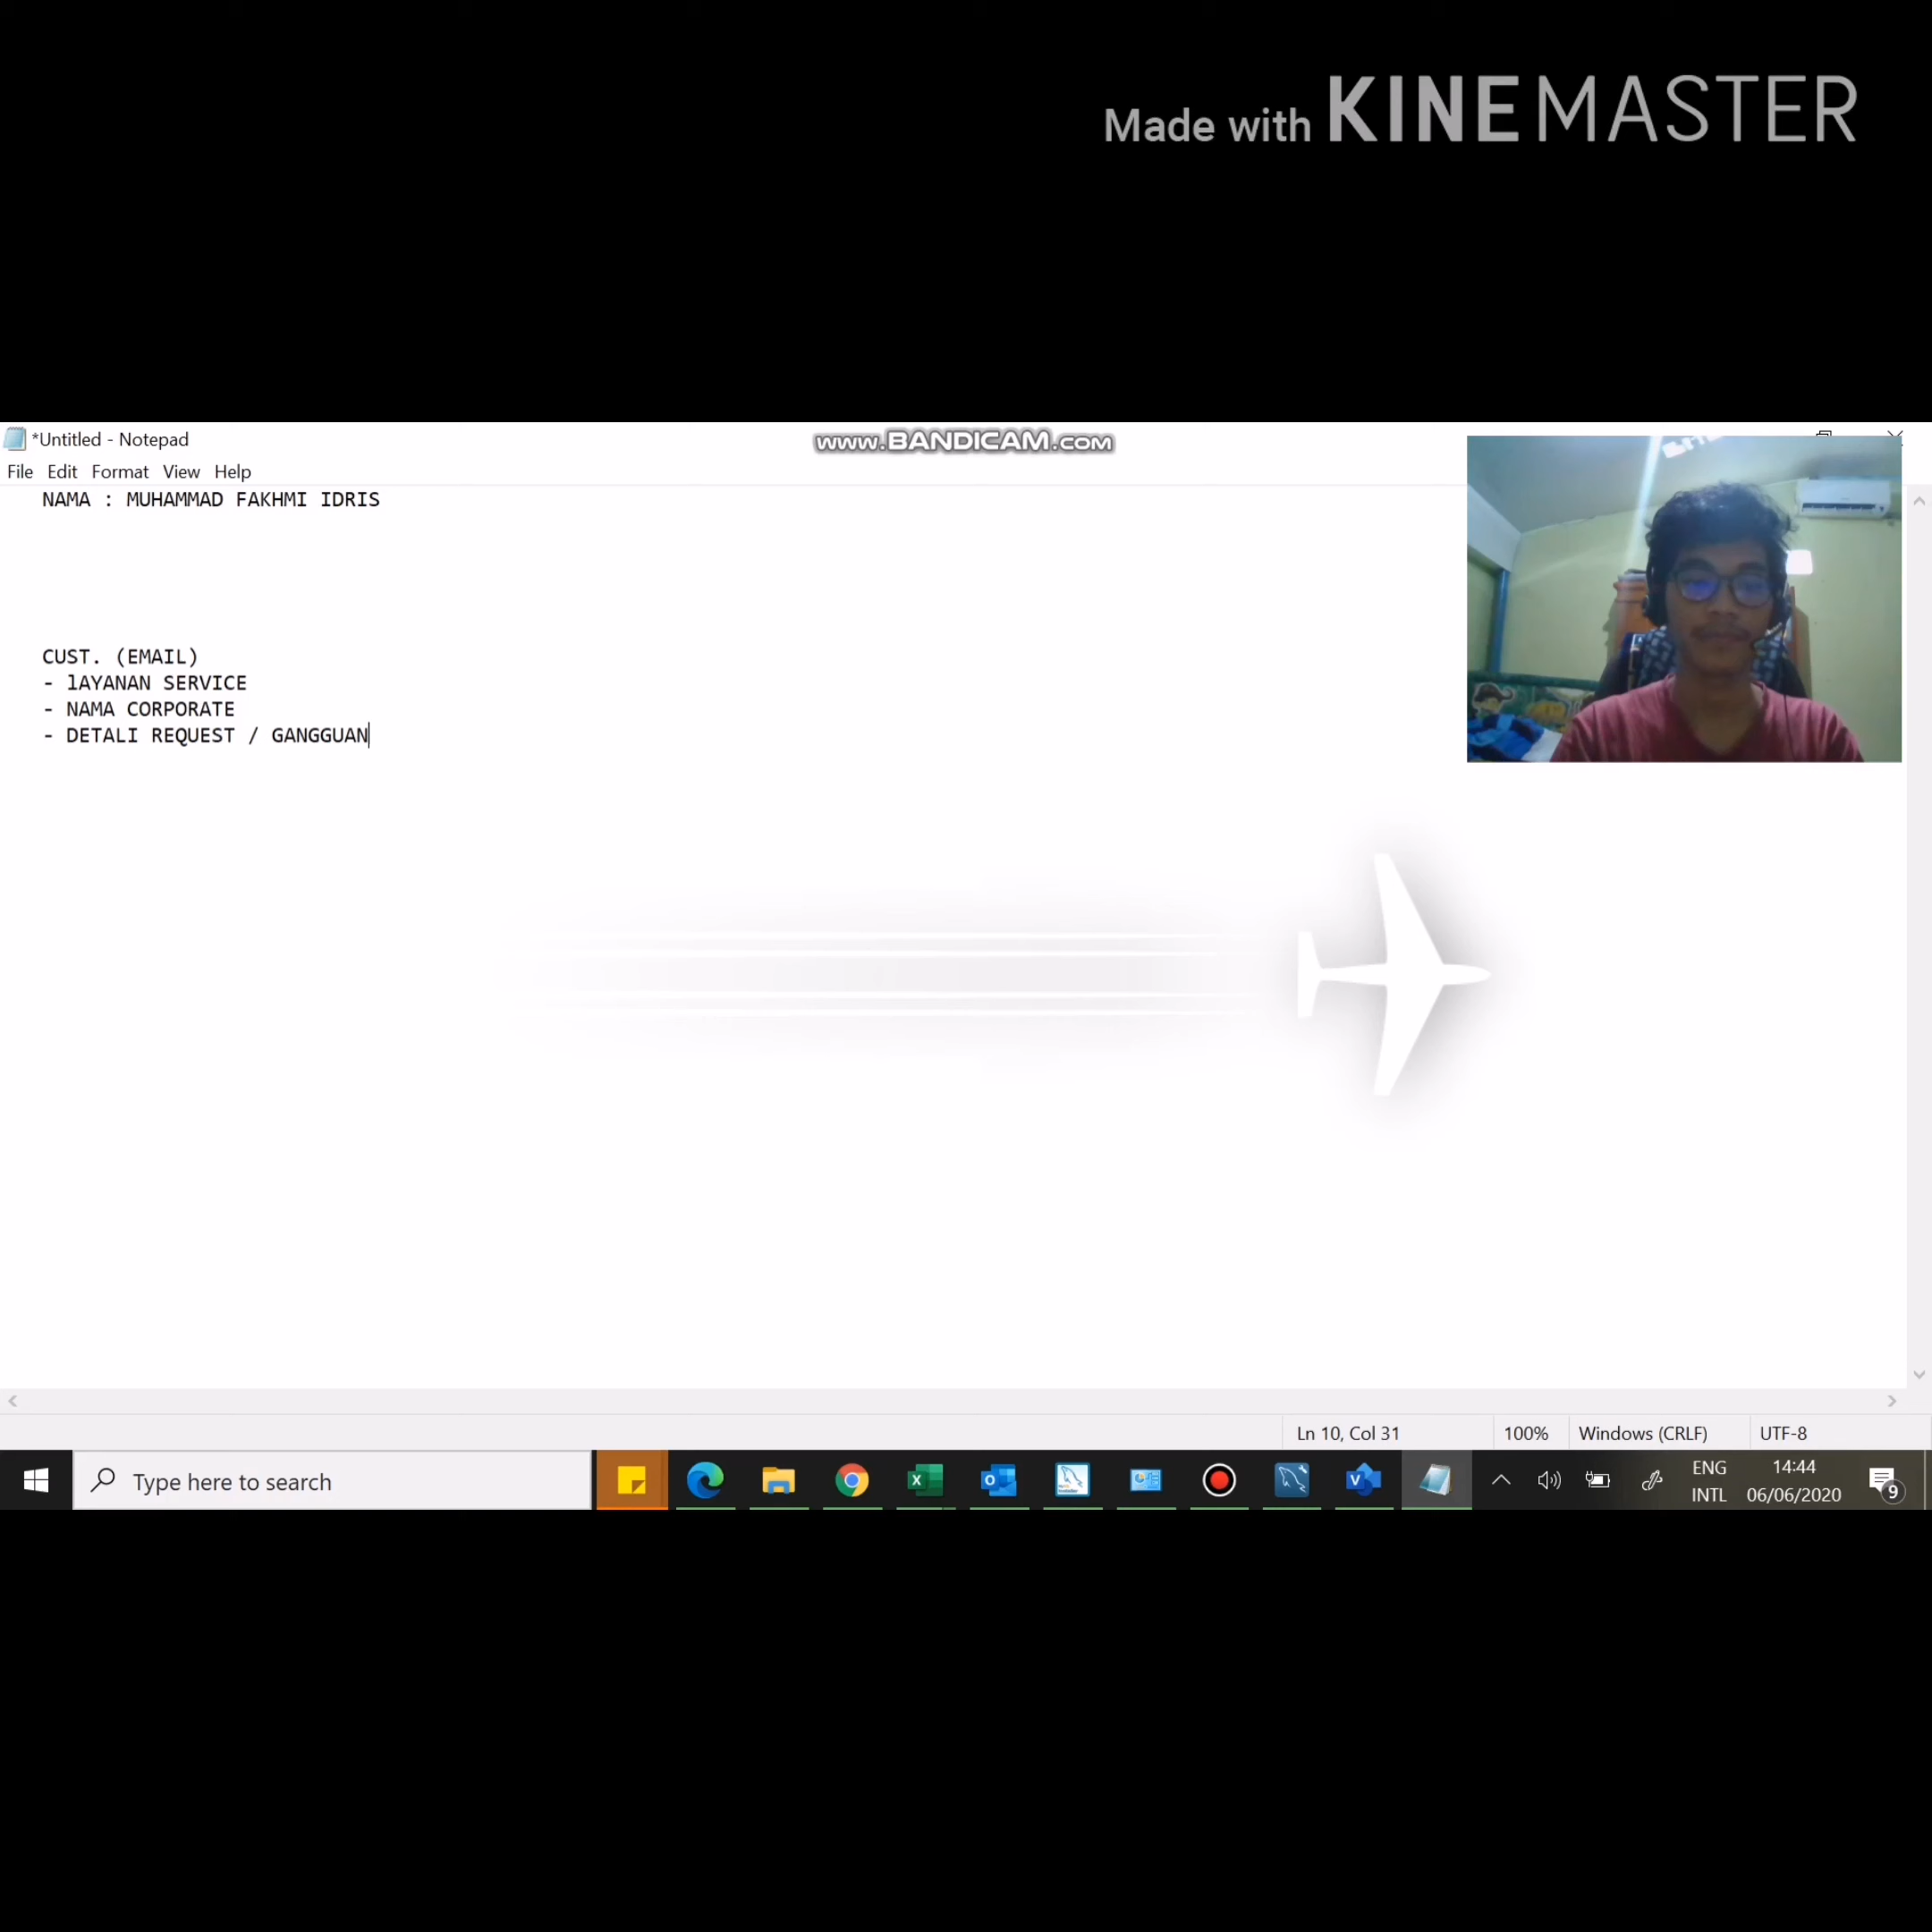 Made with KINEMASTER
*Untitled - Notepad
www.BANDICAM.com
File Edit Format View Help
NAMA : MUHAMMAD FAKHMI IDRIS
CUST. (EMAIL)
- lAYANAN SERVICE
- NAMA CORPORATE
- DETALI REQUEST / GANGGUAN
Ln 10, Col 31 100% Windows (CRLF) UTF-8
Type here to search
ENG 14:44
INTL 06/06/2020
9